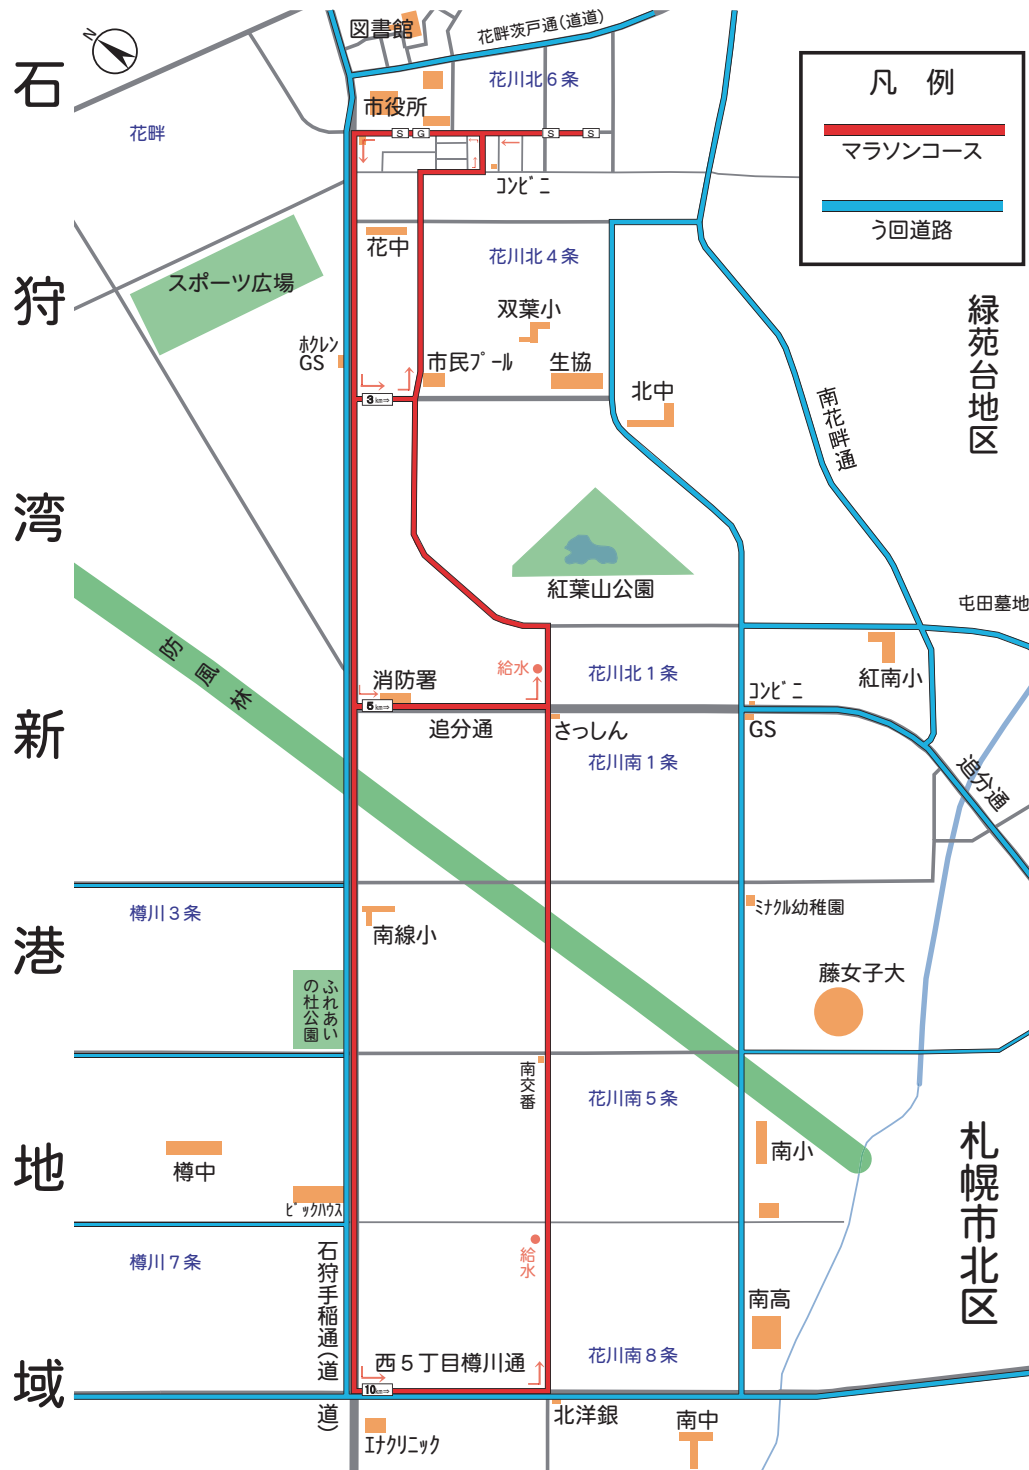 石狩湾新港地域
N
図書館
花畔茨戸通(道道)
花川北6条
市役所
花畔
凡 例
マラソンコース
う回道路
S
G
S
S
コンビニ
花中
花川北4条
スポーツ広場
双葉小
ホクレン
GS
市民プール
生協
北中
3km⇒
南花畔通
緑苑台地区
紅葉山公園
屯田墓地
防風林
消防署
給水
花川北1条
紅南小
コンビニ
5km⇒
追分通
さっしん
GS
花川南1条
追分通
樽川3条
南線小
ミナクル幼稚園
藤女子大
ふれあい
の杜公園
南交番
花川南5条
南小
樽中
ビックハウス
札幌市北区
樽川7条
石狩手稲通(道道)
給水
南高
西5丁目樽川通
花川南8条
10km⇒
北洋銀
南中
エナクリニック